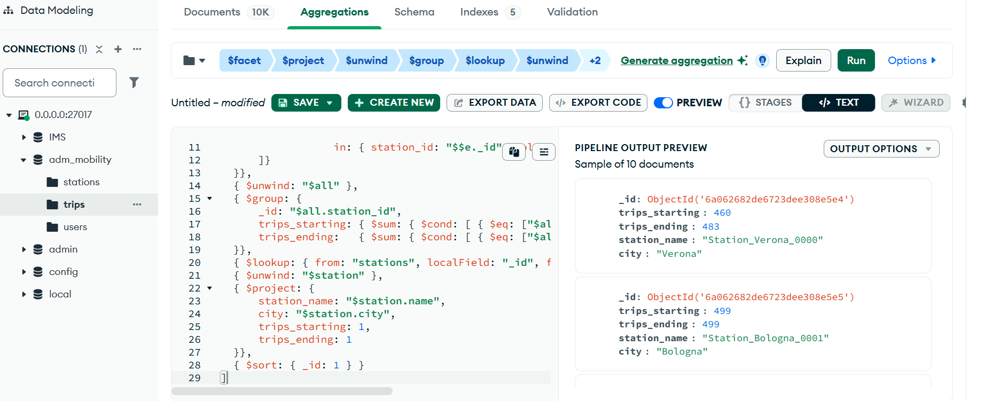 Data Modeling
CONNECTIONS (1)
Search connecti
0.0.0.0:27017
IMS
adm_mobility
stations
trips
users
admin
config
local
Documents 10K Aggregations Schema Indexes 5 Validation
$facet $project $unwind $group $lookup $unwind +2 Generate aggregation Explain Run Options
Untitled – modified SAVE CREATE NEW EXPORT DATA EXPORT CODE PREVIEW {} STAGES </> TEXT WIZARD
11 in: { station_id: "$$e._id"
12 ]}
13 }},
14 { $unwind: "$all" },
15 { $group: {
16 _id: "$all.station_id",
17 trips_starting: { $sum: { $cond: [ { $eq: ["$al
18 trips_ending: { $sum: { $cond: [ { $eq: ["$al
19 }},
20 { $lookup: { from: "stations", localField: "_id", f
21 { $unwind: "$station" },
22 { $project: {
23 station_name: "$station.name",
24 city: "$station.city",
25 trips_starting: 1,
26 trips_ending: 1
27 }},
28 { $sort: { _id: 1 } }
29 ]
PIPELINE OUTPUT PREVIEW
Sample of 10 documents
OUTPUT OPTIONS
_id: ObjectId('6a062682de6723dee308e5e4')
trips_starting : 460
trips_ending : 483
station_name : "Station_Verona_0000"
city : "Verona"
_id: ObjectId('6a062682de6723dee308e5e5')
trips_starting : 499
trips_ending : 499
station_name : "Station_Bologna_0001"
city : "Bologna"